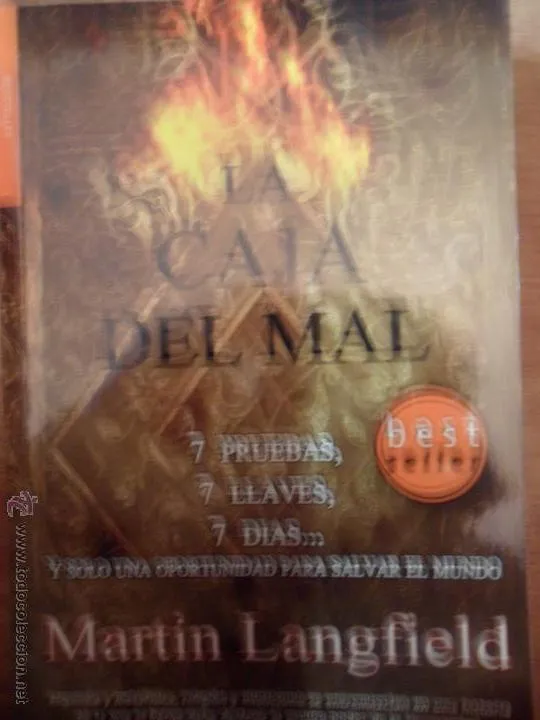 LA
CAJA
DEL MAL
best
seller
7 PRUEBAS,
7 LLAVES,
7 DÍAS...
Y SOLO UNA OPORTUNIDAD PARA SALVAR EL MUNDO
Martin Langfield
www.todocoleccion.net